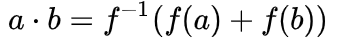 a · b = f⁻¹(f(a) + f(b))